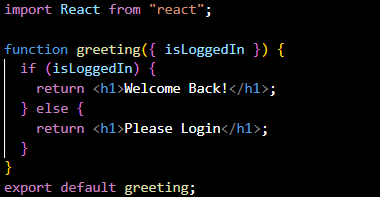 import React from "react";
function greeting({ isLoggedIn }) {
if (isLoggedIn) {
return <h1>Welcome Back!</h1>;
} else {
return <h1>Please Login</h1>;
}
}
export default greeting;